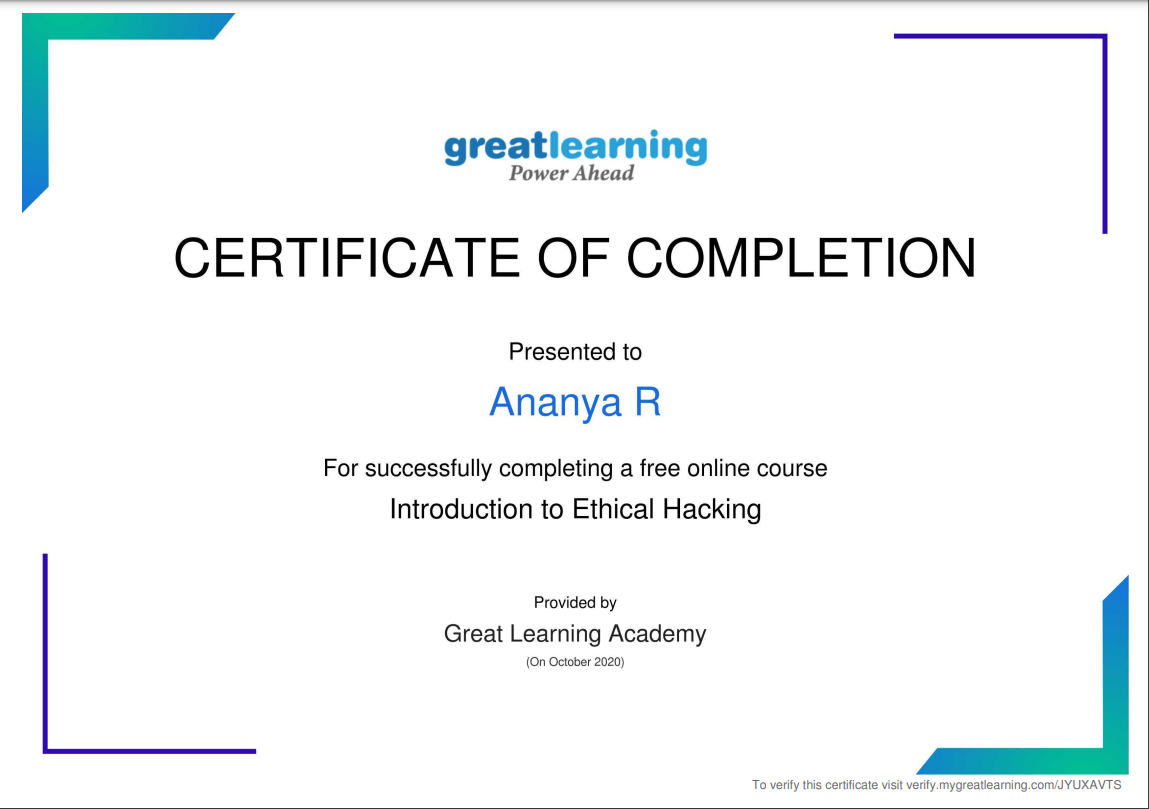 greatlearning
Power Ahead
CERTIFICATE OF COMPLETION
Presented to
Ananya R
For successfully completing a free online course
Introduction to Ethical Hacking
Provided by
Great Learning Academy
(On October 2020)
To verify this certificate visit verify.mygreatlearning.com/JYUXAVTS